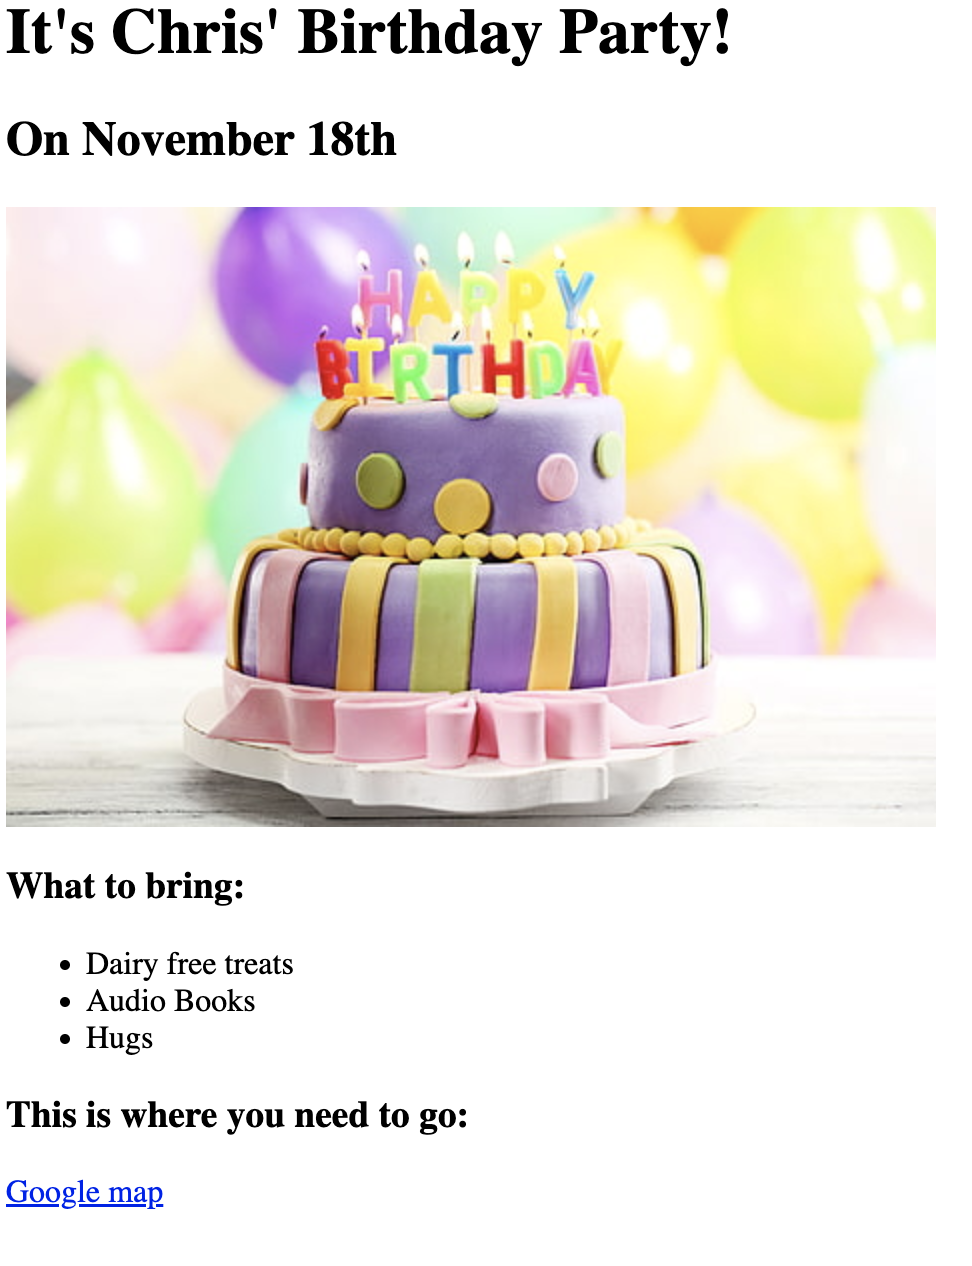 It's Chris' Birthday Party!
On November 18th
HAPPY
BIRTHDAY
What to bring:
Dairy free treats
Audio Books
Hugs
This is where you need to go:
Google map